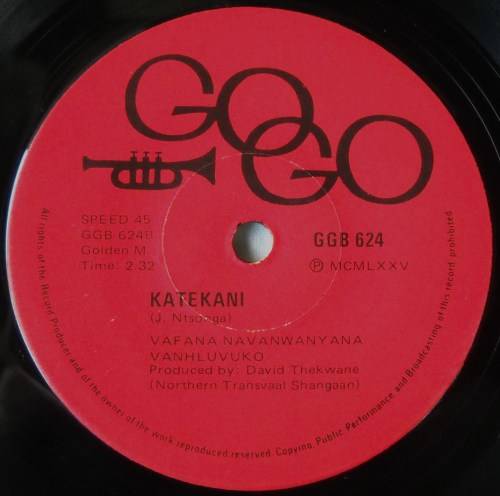 GO GO
SPEED 45
GGB 624B
Golden M.
Time: 2.32
GGB 624
Ⓟ MCMLXXV
KATEKANI
(J. Ntsonga)
VAFANA NAVANWANYANA
VANHLUVUKO
Produced by: David Thekwane
(Northern Transvaal Shangaan)
All rights of the Record Producer and of the owner of the work reproduced reserved. Copying, Public Performance and Broadcasting of this record prohibited